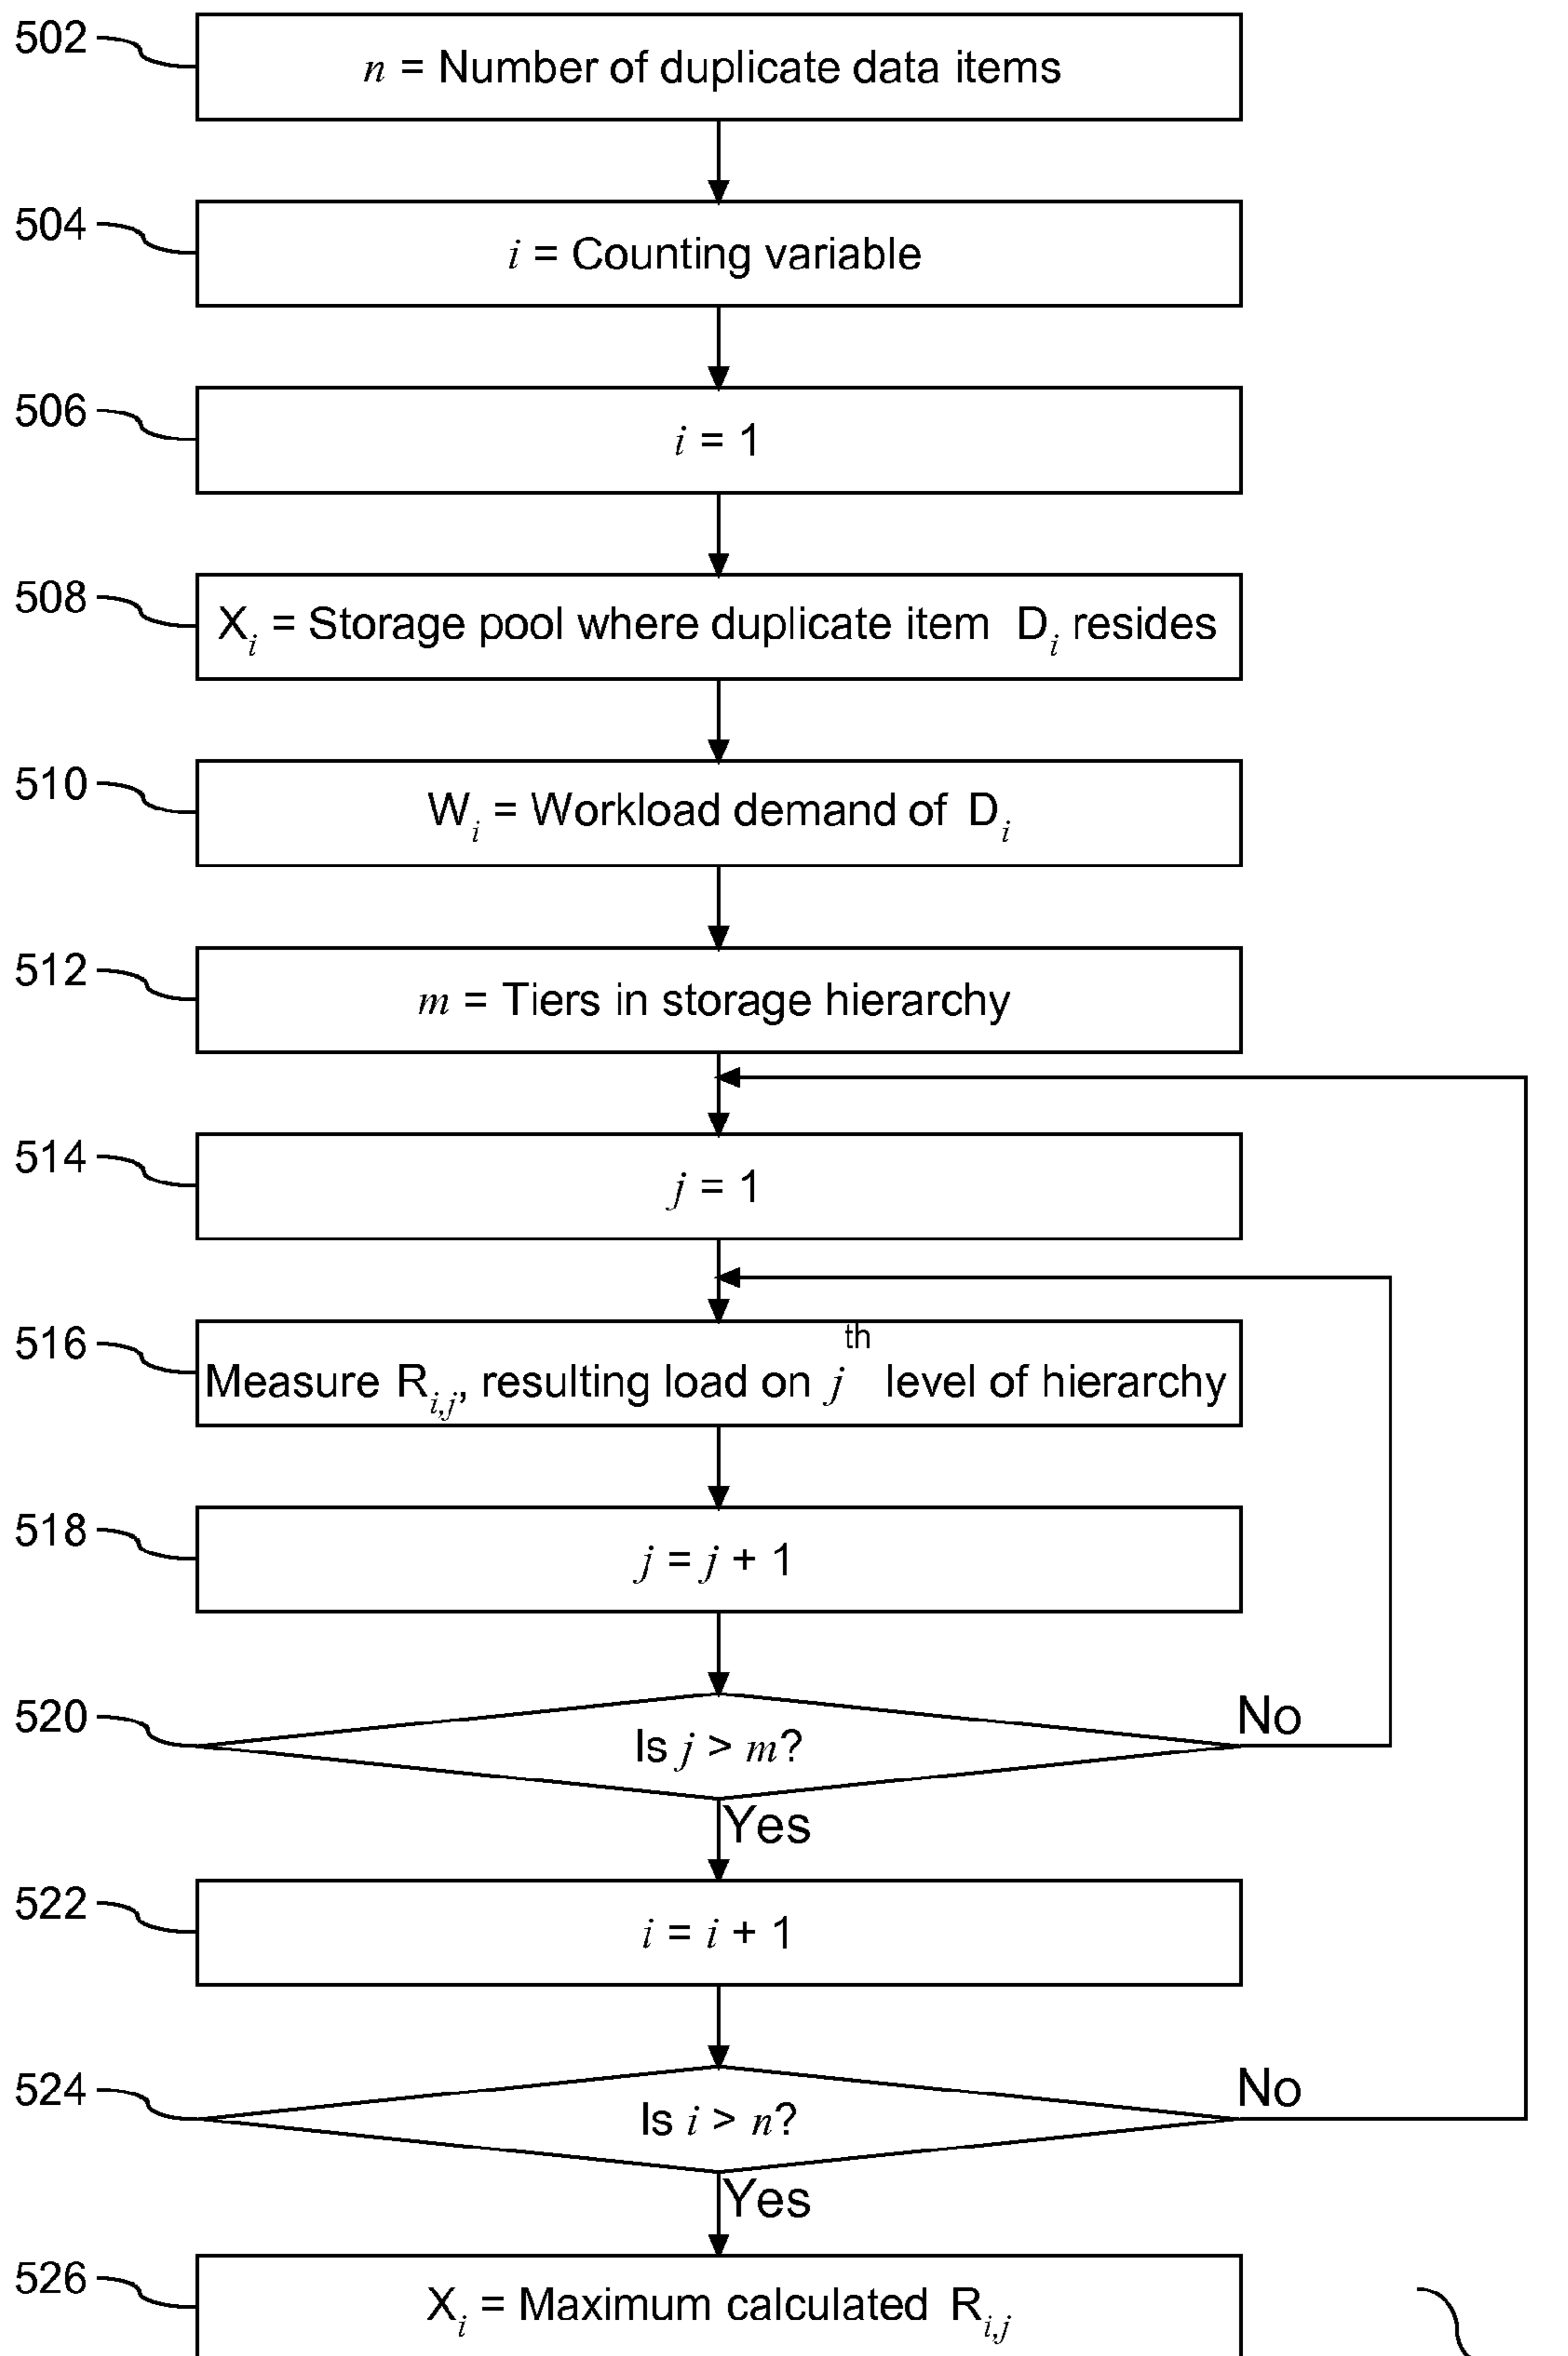 502
n = Number of duplicate data items
504
i = Counting variable
506
i = 1
508
Xi = Storage pool where duplicate item Di resides
510
Wi = Workload demand of Di
512
m = Tiers in storage hierarchy
514
j = 1
516
Measure Ri,j, resulting load on jth level of hierarchy
518
j = j + 1
520
Is j > m?
No
Yes
522
i = i + 1
524
Is i > n?
No
Yes
526
Xi = Maximum calculated Ri,j